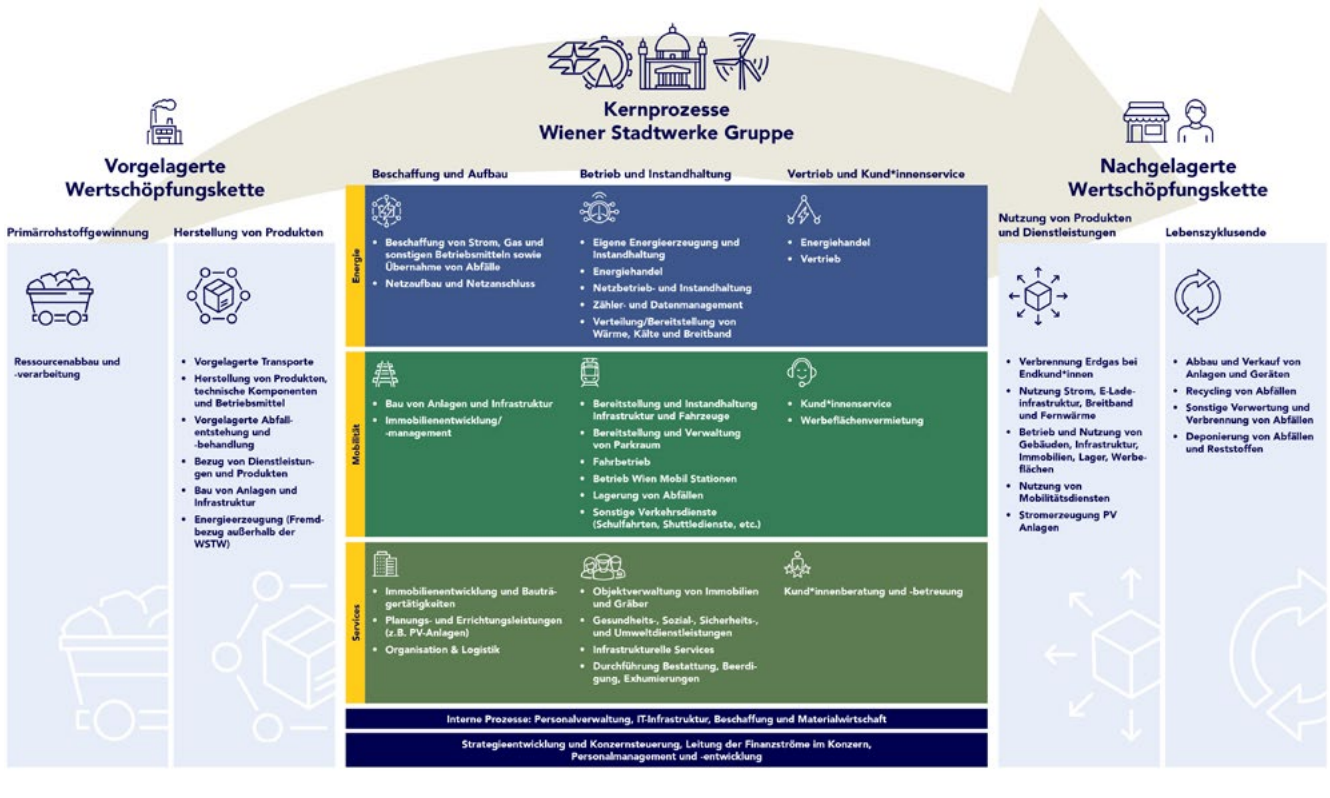 Kernprozesse
Wiener Stadtwerke Gruppe
Vorgelagerte
Wertschöpfungskette
Primärrohstoffgewinnung
Ressourcenabbau und
-verarbeitung
Herstellung von Produkten
• Vorgelagerte Transporte
• Herstellung von Produkten,
technische Komponenten
und Betriebsmittel
• Vorgelagerte Abfall-
entstehung und
-behandlung
• Bezug von Dienstleistun-
gen und Produkten
• Bau von Anlagen und
Infrastruktur
• Energieerzeugung (Fremd-
bezug außerhalb der
WSTW)
Beschaffung und Aufbau
Betrieb und Instandhaltung
Vertrieb und Kund*innenservice
Energie
• Beschaffung von Strom, Gas und
sonstigen Betriebsmitteln sowie
Übernahme von Abfälle
• Netzaufbau und Netzanschluss
• Eigene Energieerzeugung und
Instandhaltung
• Energiehandel
• Netzbetrieb- und Instandhaltung
• Zähler- und Datenmanagement
• Verteilung/Bereitstellung von
Wärme, Kälte und Breitband
• Energiehandel
• Vertrieb
Mobilität
• Bau von Anlagen und Infrastruktur
• Immobilienentwicklung/
-management
• Bereitstellung und Instandhaltung
Infrastruktur und Fahrzeuge
• Bereitstellung und Verwaltung
von Parkraum
• Fahrbetrieb
• Betrieb Wien Mobil Stationen
• Lagerung von Abfällen
• Sonstige Verkehrsdienste
(Schulfahrten, Shuttledienste, etc.)
• Kund*innenservice
• Werbeflächenvermietung
Services
• Immobilienentwicklung und Bauträ-
gertätigkeiten
• Planungs- und Errichtungsleistungen
(z.B. PV-Anlagen)
• Organisation & Logistik
• Objektverwaltung von Immobilien
und Gräber
• Gesundheits-, Sozial-, Sicherheits-,
und Umweltdienstleistungen
• Infrastrukturelle Services
• Durchführung Bestattung, Beerdi-
gung, Exhumierungen
Kund*innenberatung und -betreuung
Interne Prozesse: Personalverwaltung, IT-Infrastruktur, Beschaffung und Materialwirtschaft
Strategieentwicklung und Konzernsteuerung, Leitung der Finanzströme im Konzern,
Personalmanagement und -entwicklung
Nachgelagerte
Wertschöpfungskette
Nutzung von Produkten
und Dienstleistungen
• Verbrennung Erdgas bei
Endkund*innen
• Nutzung Strom, E-Lade-
infrastruktur, Breitband
und Fernwärme
• Betrieb und Nutzung von
Gebäuden, Infrastruktur,
Immobilien, Lager, Werbe-
flächen
• Nutzung von
Mobilitätsdiensten
• Stromerzeugung PV
Anlagen
Lebenszyklusende
• Abbau und Verkauf von
Anlagen und Geräten
• Recycling von Abfällen
• Sonstige Verwertung und
Verbrennung von Abfällen
• Deponierung von Abfällen
und Reststoffen